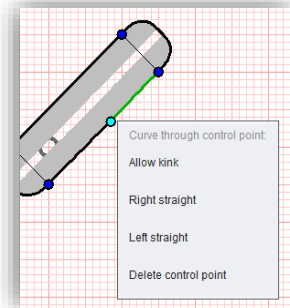 Curve through control point:
Allow kink
Right straight
Left straight
Delete control point